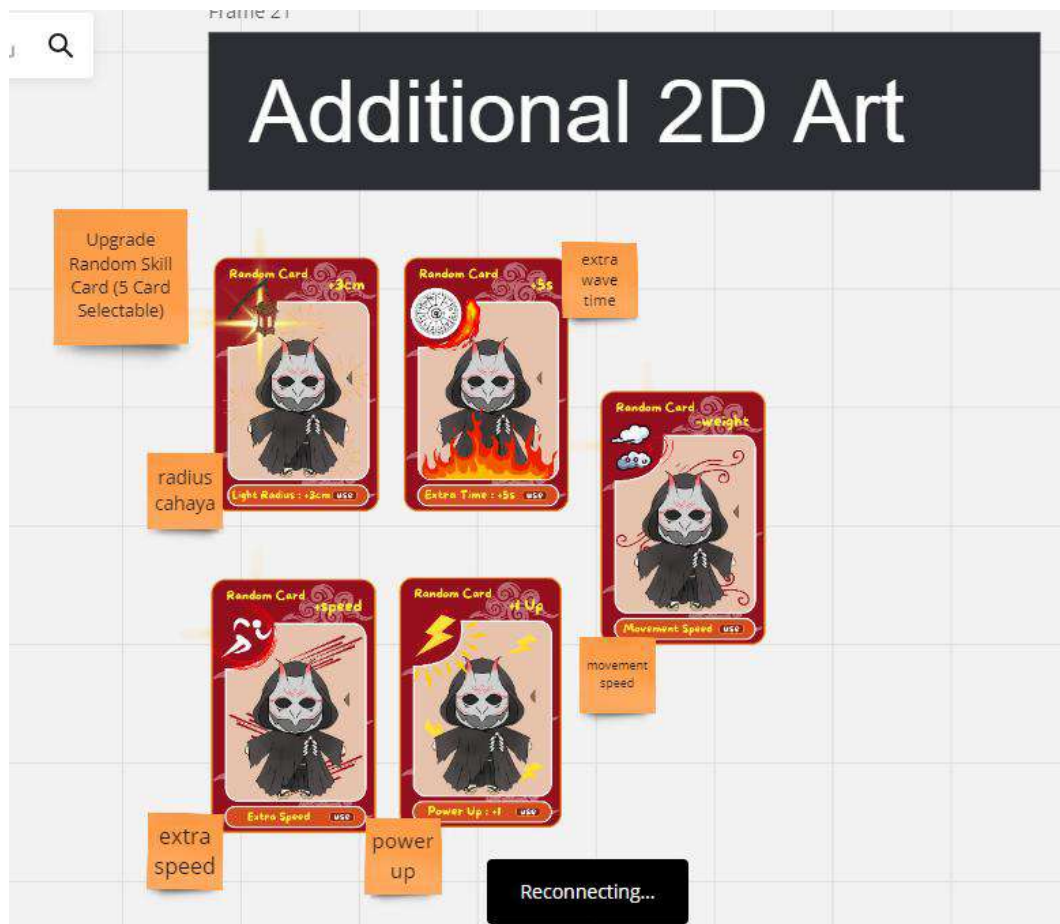 Frame 21
Additional 2D Art
Upgrade
Random Skill
Card (5 Card
Selectable)
Random Card
+3cm
Light Radius : +3cm use
radius
cahaya
Random Card
+5s
Extra Time : +5s use
extra
wave
time
Random Card
-weight
Movement Speed use
movement
speed
Random Card
+speed
Extra Speed use
extra
speed
Random Card
+1 Up
Power Up : +1 use
power
up
Reconnecting...